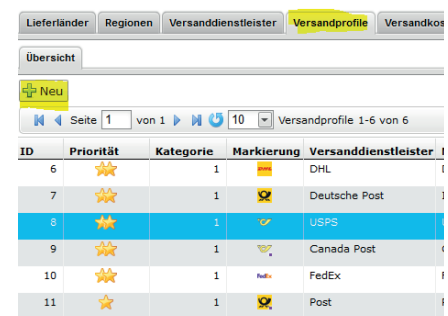 Lieferländer Regionen Versanddienstleister Versandprofile Versandkos
Übersicht
Neu
Seite 1 von 1 10 Versandprofile 1-6 von 6
ID Priorität Kategorie Markierung Versanddienstleister
6 1 DHL
7 1 Deutsche Post
8 1 USPS
9 1 Canada Post
10 1 FedEx FedEx
11 1 Post